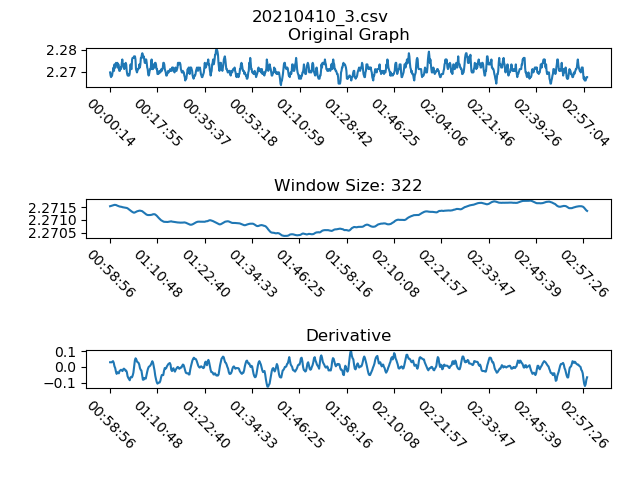 20210410_3.csv
Original Graph
2.28
2.27
00:00:14 00:17:55 00:35:37 00:53:18 01:10:59 01:28:42 01:46:25 02:04:06 02:21:46 02:39:26 02:57:04
Window Size: 322
2.2715
2.2710
2.2705
00:58:56 01:10:48 01:22:40 01:34:33 01:46:25 01:58:16 02:10:08 02:21:57 02:33:47 02:45:39 02:57:26
Derivative
0.1
0.0
−0.1
00:58:56 01:10:48 01:22:40 01:34:33 01:46:25 01:58:16 02:10:08 02:21:57 02:33:47 02:45:39 02:57:26